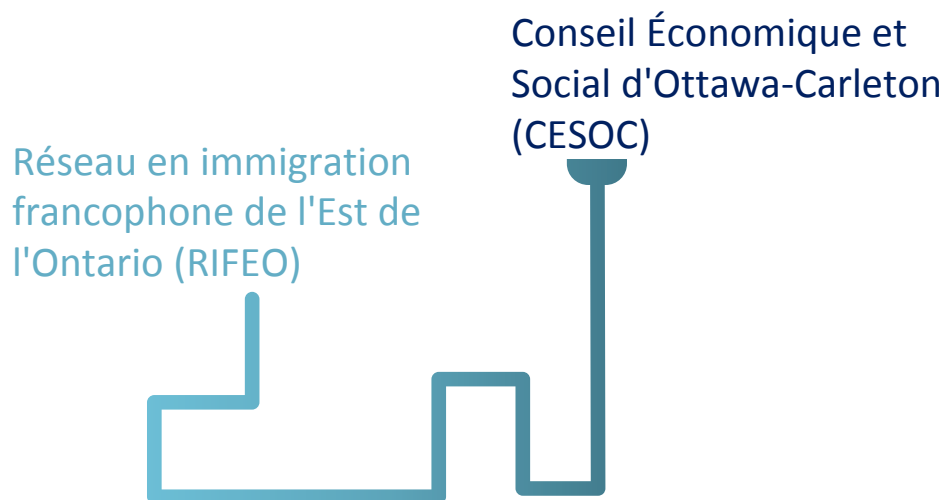 Conseil Économique et
Social d'Ottawa-Carleton
(CESOC)
Réseau en immigration
francophone de l'Est de
l'Ontario (RIFEO)